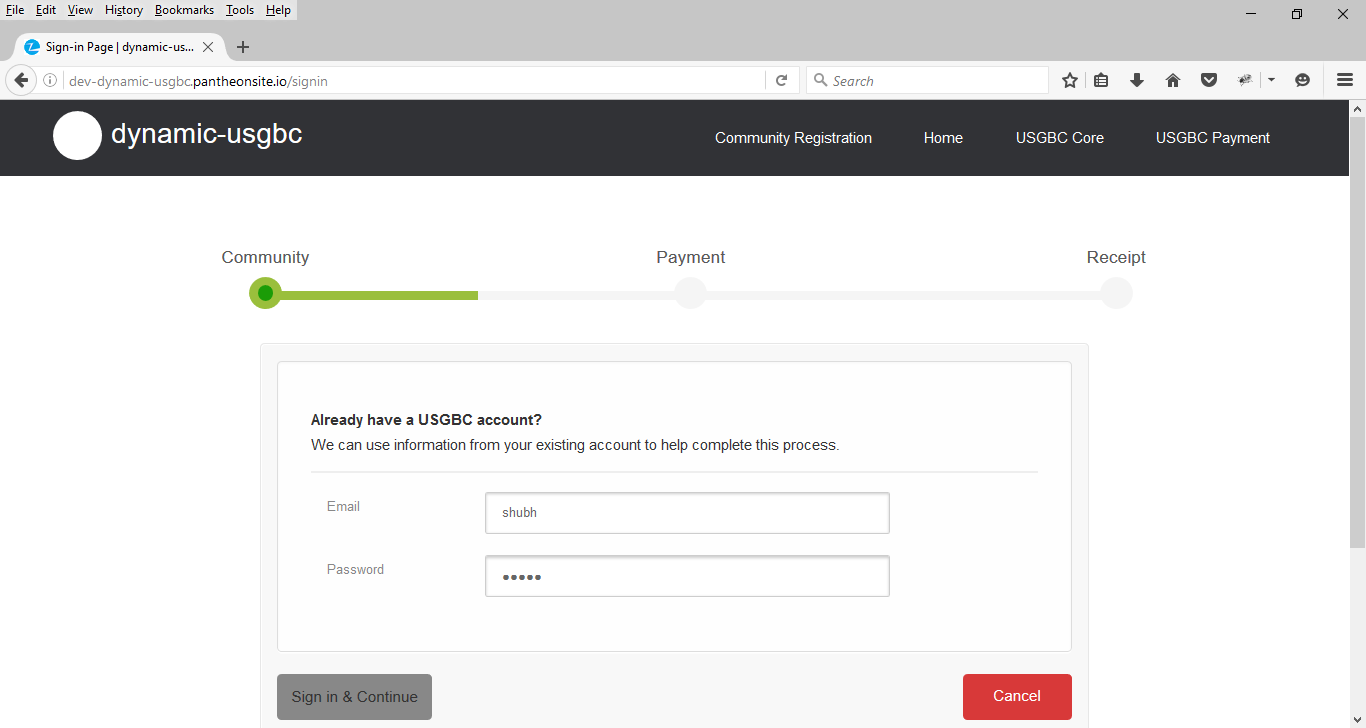 File Edit View History Bookmarks Tools Help
Sign-in Page | dynamic-us...
dev-dynamic-usgbc.pantheonsite.io/signin
Search
dynamic-usgbc
Community Registration Home USGBC Core USGBC Payment
Community Payment Receipt
Already have a USGBC account?
We can use information from your existing account to help complete this process.
Email shubh
Password •••••
Sign in & Continue Cancel